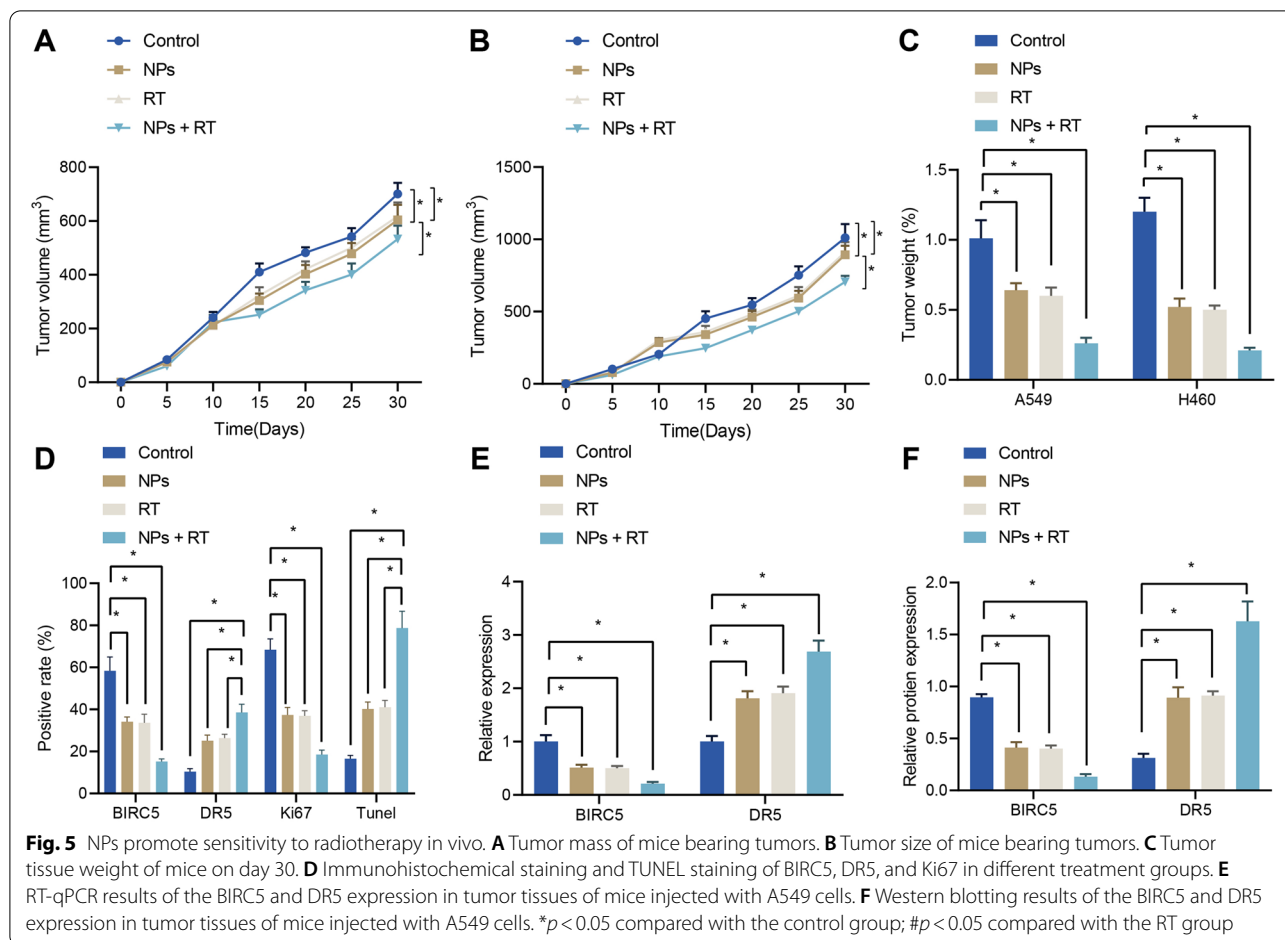 A
Control
NPs
RT
NPs + RT
Tumor volume (mm³)
800
600
400
200
0
0 5 10 15 20 25 30
Time(Days)
*
*
*
B
Control
NPs
RT
NPs + RT
Tumor volume (mm³)
1500
1000
500
0
0 5 10 15 20 25 30
Time(Days)
*
*
*
C
Control
NPs
RT
NPs + RT
Tumor weight (%)
1.5
1.0
0.5
0.0
*
*
*
*
*
*
A549 H460
D
Control
NPs
RT
NPs + RT
Positive rate (%)
100
80
60
40
20
0
*
*
*
*
*
*
*
*
*
*
*
*
BIRC5 DR5 Ki67 Tunel
E
Control
NPs
RT
NPs + RT
Relative expression
4
3
2
1
0
*
*
*
*
*
*
BIRC5 DR5
F
Control
NPs
RT
NPs + RT
Relative protien expression
2.0
1.5
1.0
0.5
0.0
*
*
*
*
*
*
BIRC5 DR5
Fig. 5 NPs promote sensitivity to radiotherapy in vivo. A Tumor mass of mice bearing tumors. B Tumor size of mice bearing tumors. C Tumor
tissue weight of mice on day 30. D Immunohistochemical staining and TUNEL staining of BIRC5, DR5, and Ki67 in different treatment groups. E
RT-qPCR results of the BIRC5 and DR5 expression in tumor tissues of mice injected with A549 cells. F Western blotting results of the BIRC5 and DR5
expression in tumor tissues of mice injected with A549 cells. *p < 0.05 compared with the control group; #p < 0.05 compared with the RT group